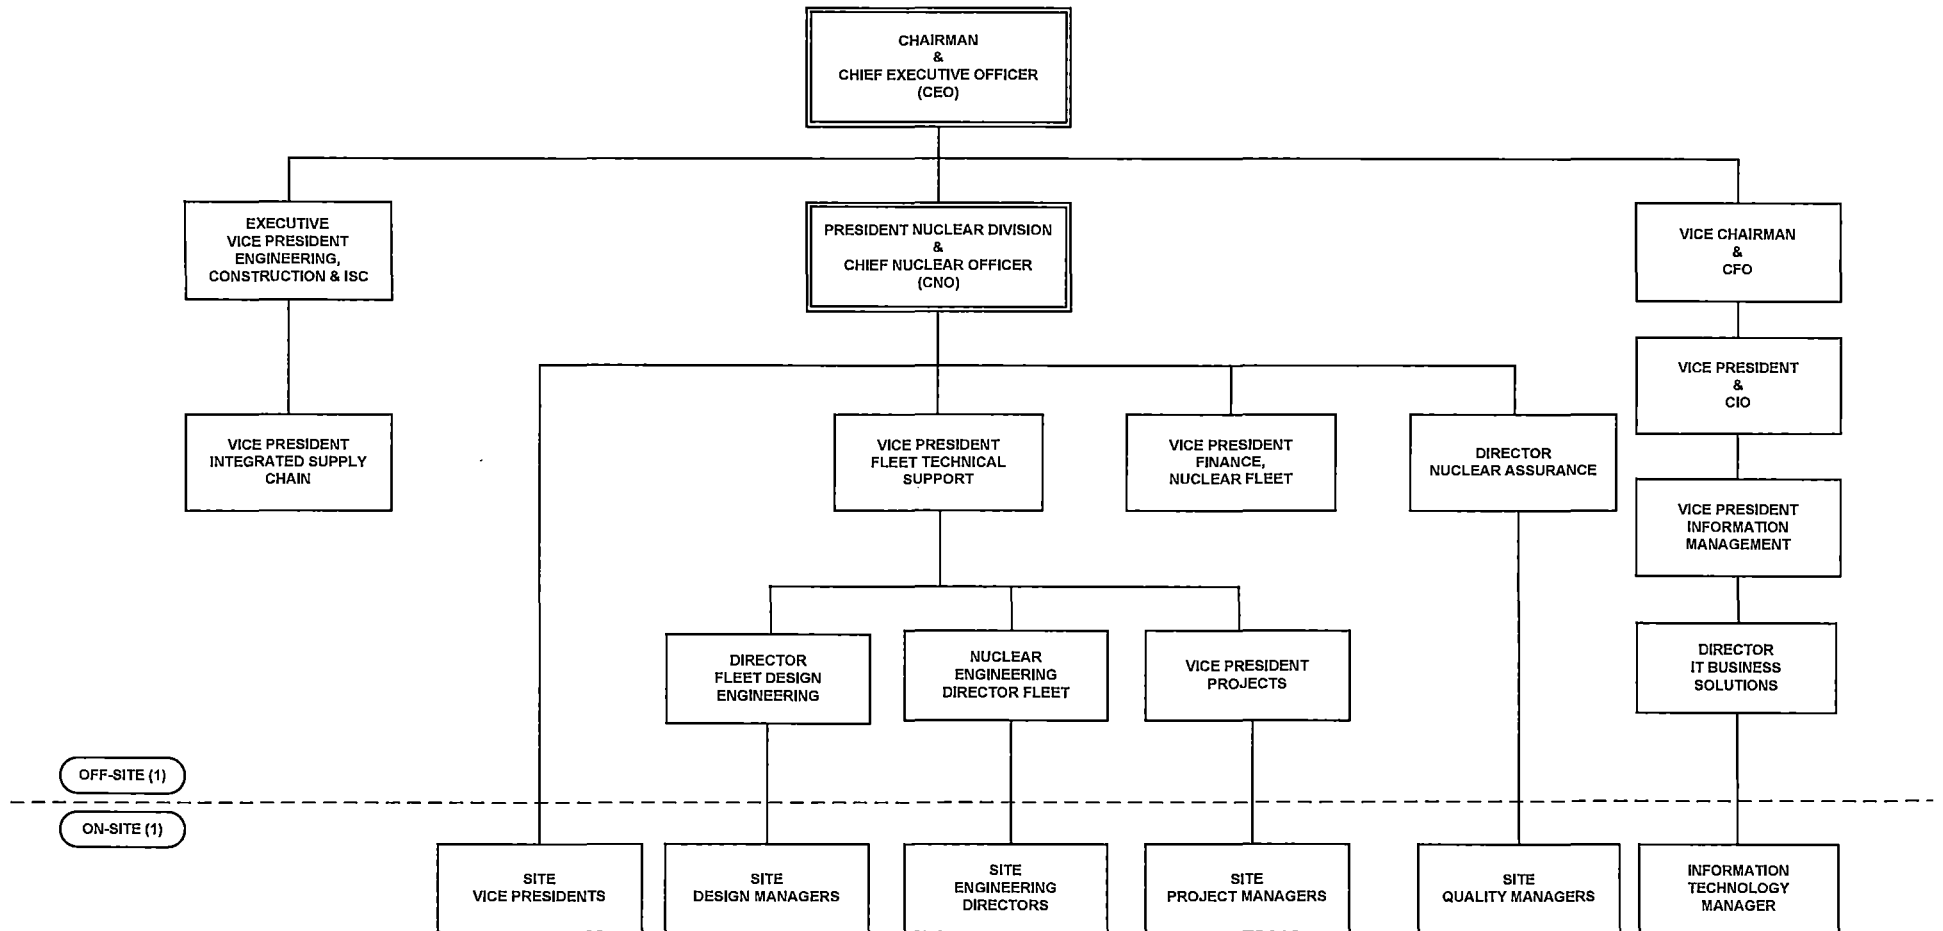 CHAIRMAN
&
CHIEF EXECUTIVE OFFICER
(CEO)
EXECUTIVE
VICE PRESIDENT
ENGINEERING,
CONSTRUCTION & ISC
PRESIDENT NUCLEAR DIVISION
&
CHIEF NUCLEAR OFFICER
(CNO)
VICE CHAIRMAN
&
CFO
VICE PRESIDENT
&
CIO
VICE PRESIDENT
INTEGRATED SUPPLY
CHAIN
VICE PRESIDENT
FLEET TECHNICAL
SUPPORT
VICE PRESIDENT
FINANCE,
NUCLEAR FLEET
DIRECTOR
NUCLEAR ASSURANCE
VICE PRESIDENT
INFORMATION
MANAGEMENT
DIRECTOR
FLEET DESIGN
ENGINEERING
NUCLEAR
ENGINEERING
DIRECTOR FLEET
VICE PRESIDENT
PROJECTS
DIRECTOR
IT BUSINESS
SOLUTIONS
OFF-SITE (1)
ON-SITE (1)
SITE
VICE PRESIDENTS
SITE
DESIGN MANAGERS
SITE
ENGINEERING
DIRECTORS
SITE
PROJECT MANAGERS
SITE
QUALITY MANAGERS
INFORMATION
TECHNOLOGY
MANAGER